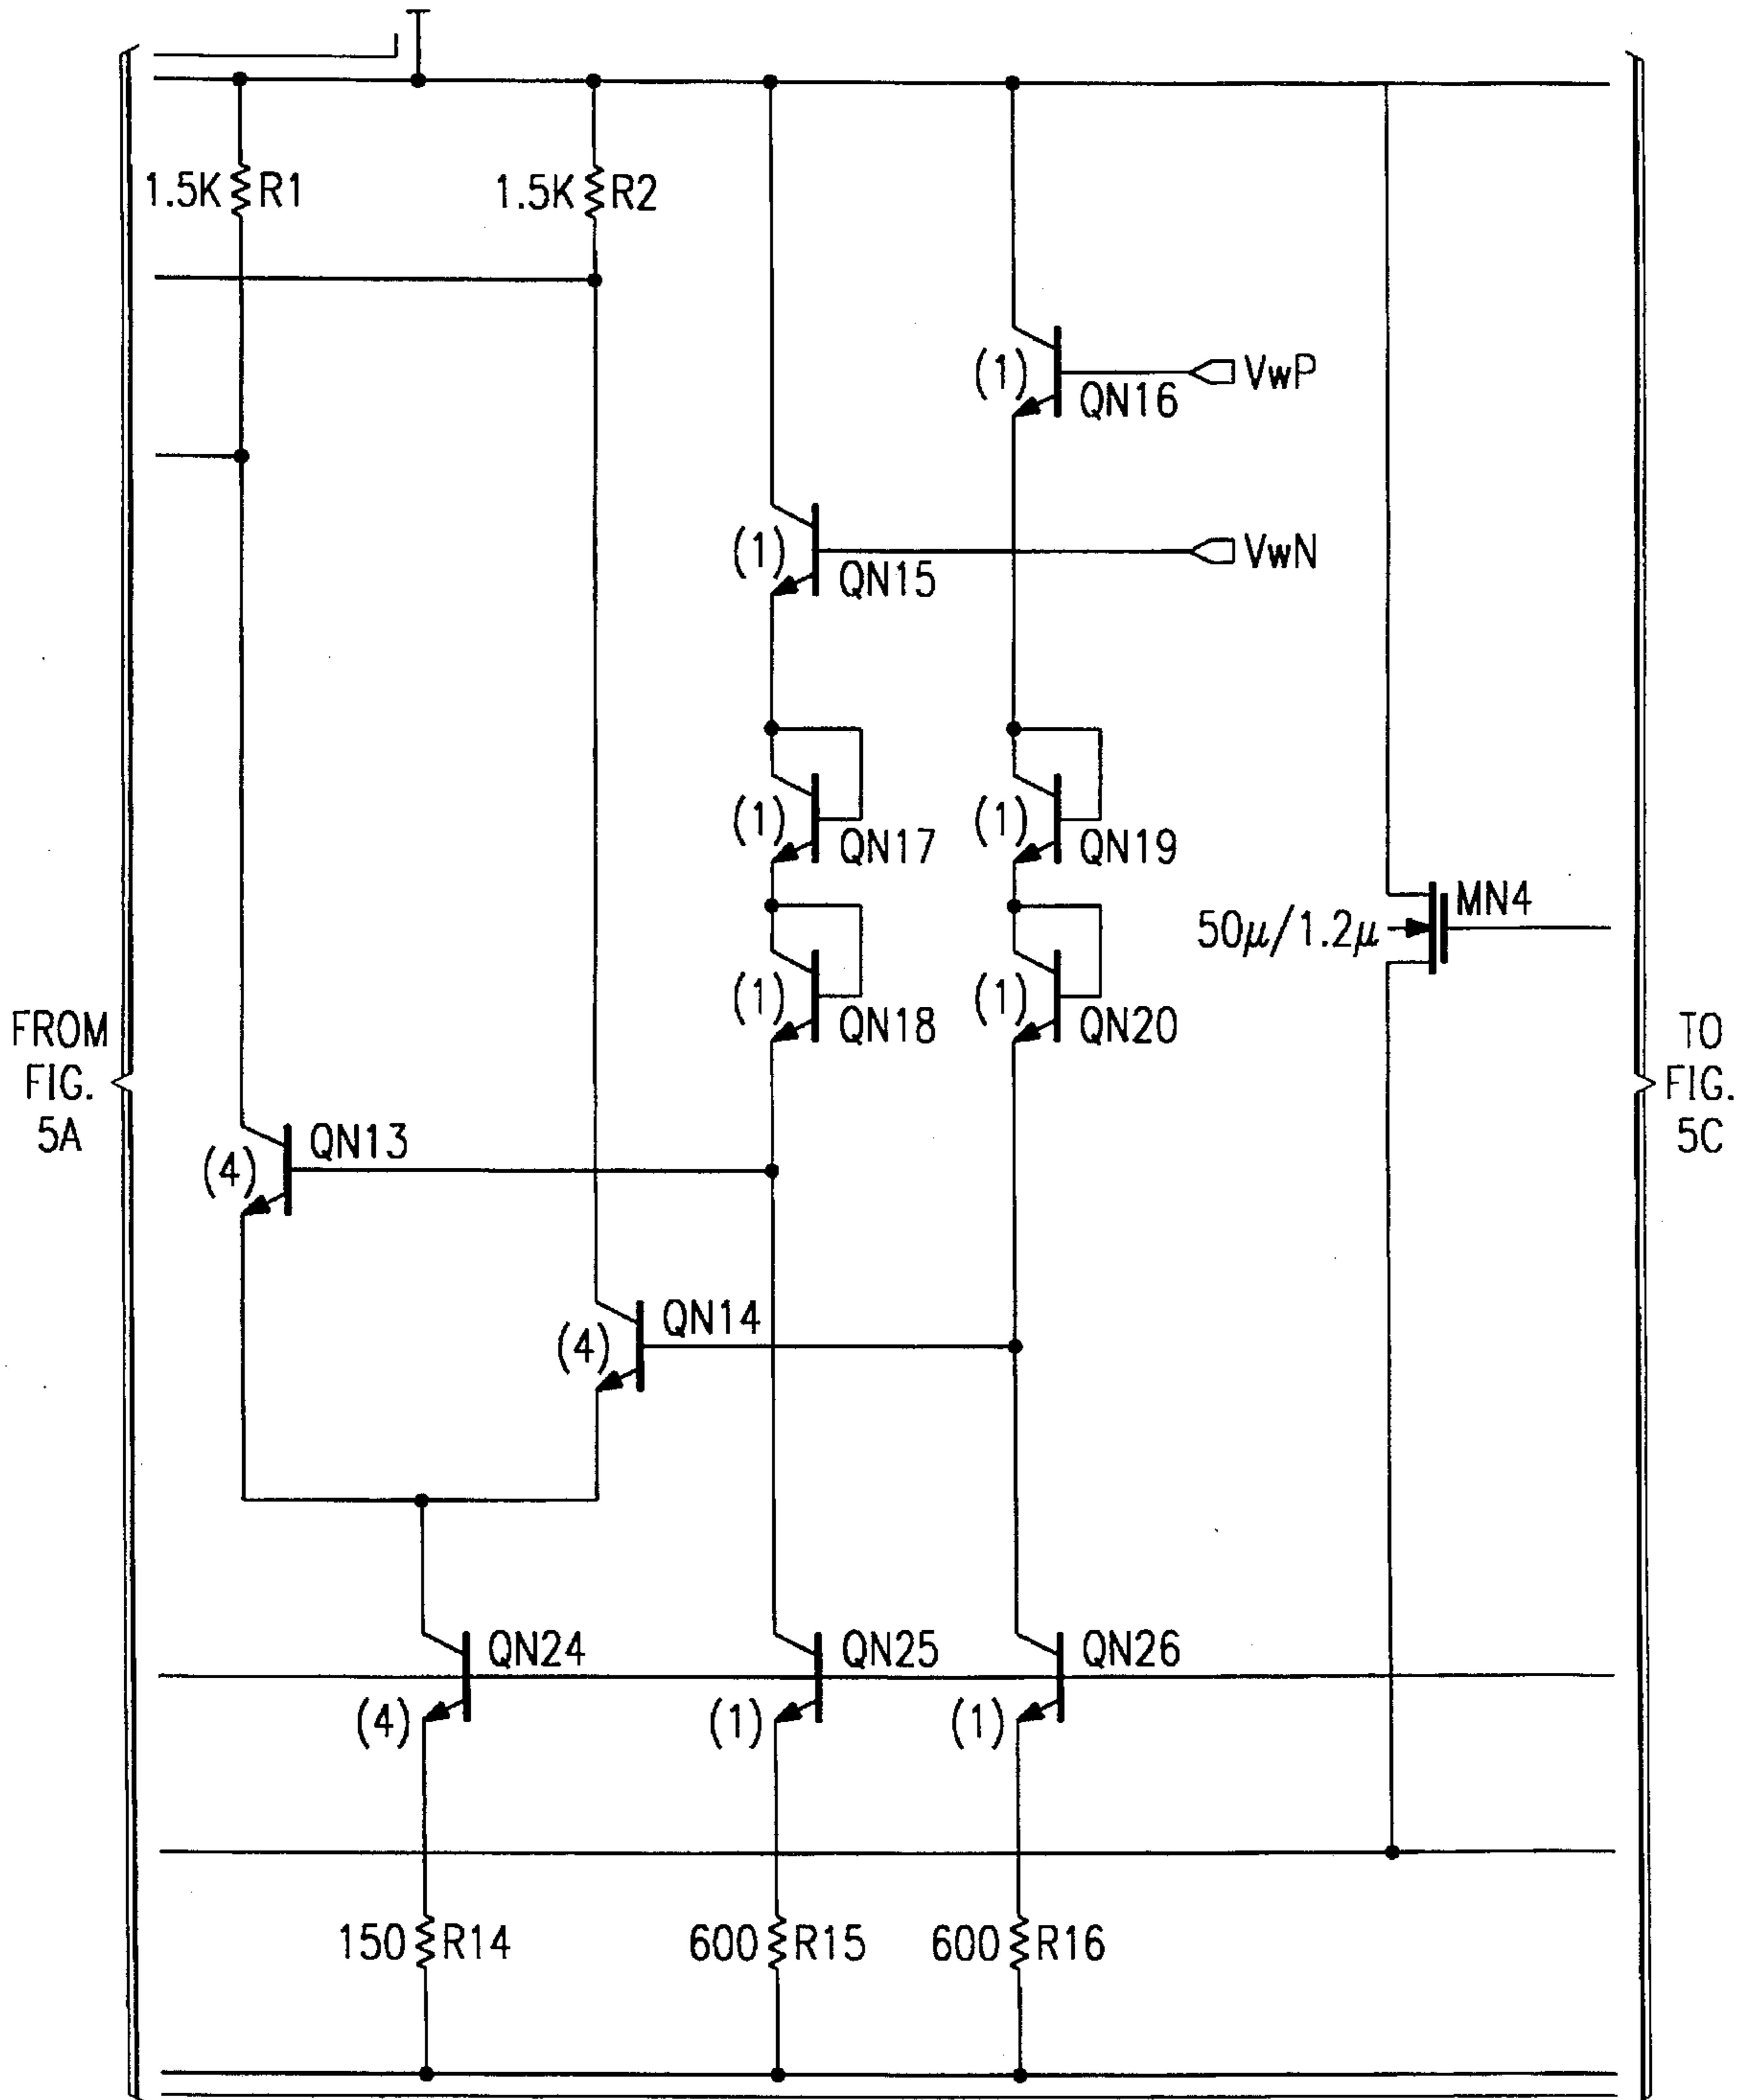 1.5K R1
1.5K R2
(1) QN16 VwP
(1) QN15 VwN
(1) QN17
(1) QN19
50μ/1.2μ MN4
(1) QN18
(1) QN20
FROM
FIG.
5A
TO
FIG.
5C
(4) QN13
(4) QN14
QN24 (4)
QN25 (1)
QN26 (1)
150 R14
600 R15
600 R16